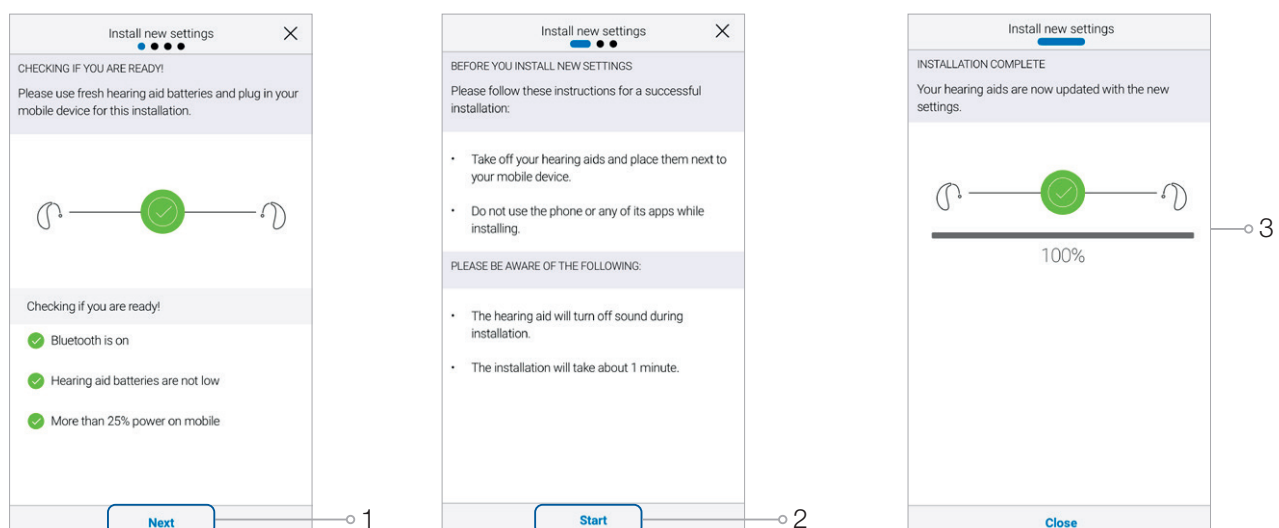 Install new settings
CHECKING IF YOU ARE READY!
Please use fresh hearing aid batteries and plug in your
mobile device for this installation.
Checking if you are ready!
Bluetooth is on
Hearing aid batteries are not low
More than 25% power on mobile
Next
1
Install new settings
BEFORE YOU INSTALL NEW SETTINGS
Please follow these instructions for a successful
installation:
• Take off your hearing aids and place them next to
your mobile device.
• Do not use the phone or any of its apps while
installing.
PLEASE BE AWARE OF THE FOLLOWING:
• The hearing aid will turn off sound during
installation.
• The installation will take about 1 minute.
Start
2
Install new settings
INSTALLATION COMPLETE
Your hearing aids are now updated with the new
settings.
100%
3
Close